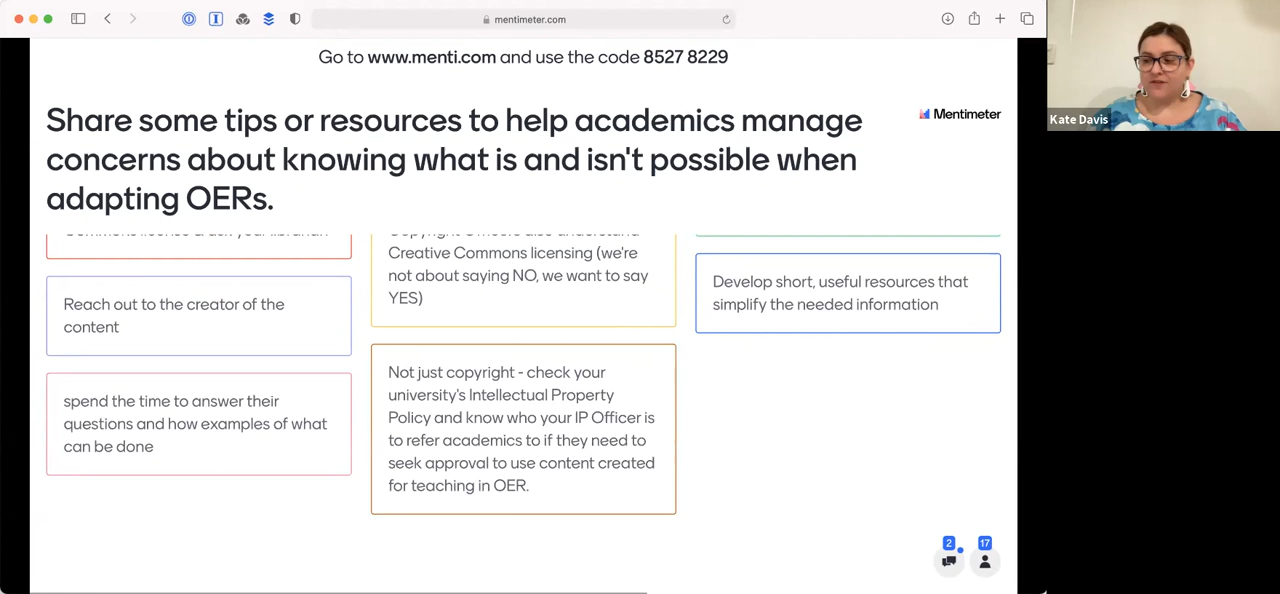 mentimeter.com
Go to www.menti.com and use the code 8527 8229
Share some tips or resources to help academics manage
concerns about knowing what is and isn't possible when
adapting OERs.
Mentimeter
Kate Davis
Reach out to the creator of the
content
spend the time to answer their
questions and how examples of what
can be done
Creative Commons licensing (we're
not about saying NO, we want to say
YES)
Not just copyright - check your
university's Intellectual Property
Policy and know who your IP Officer is
to refer academics to if they need to
seek approval to use content created
for teaching in OER.
Develop short, useful resources that
simplify the needed information
2
17